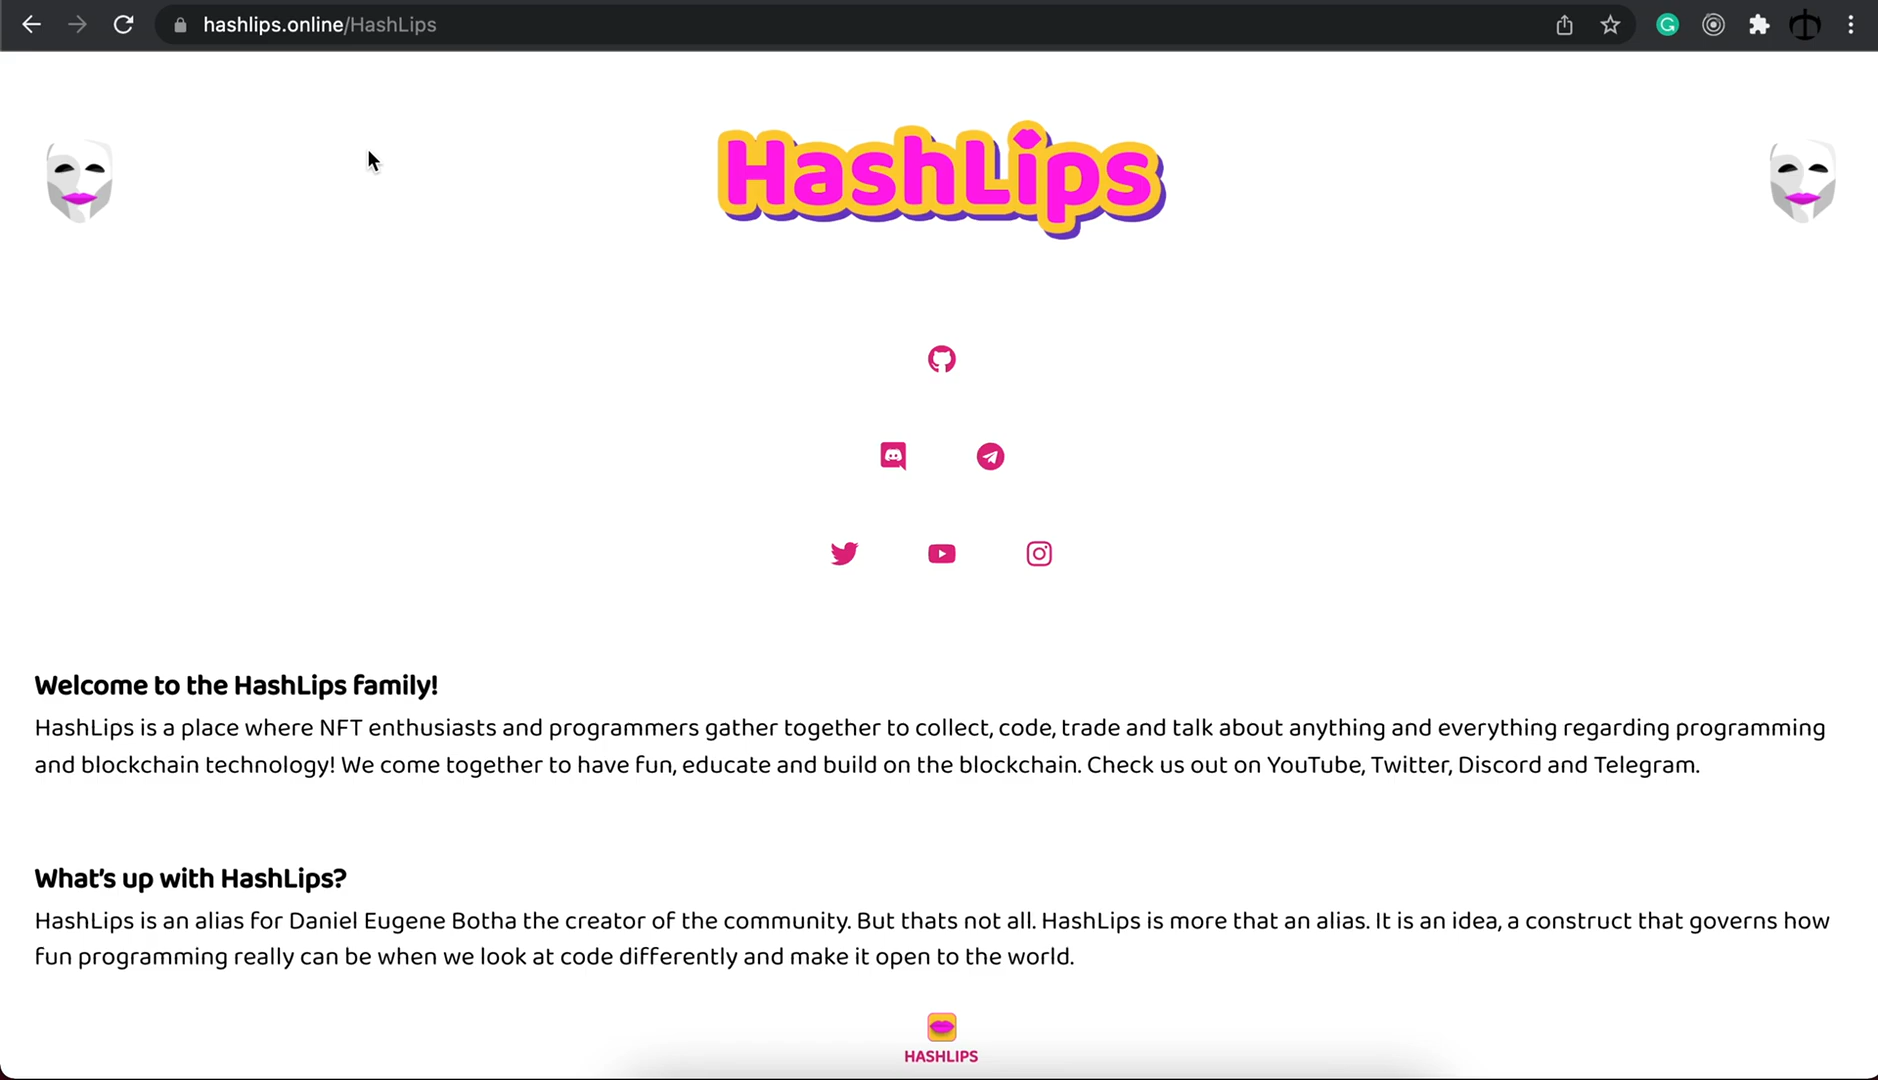 hashlips.online/HashLips
HashLips
Welcome to the HashLips family!
HashLips is a place where NFT enthusiasts and programmers gather together to collect, code, trade and talk about anything and everything regarding programming
and blockchain technology! We come together to have fun, educate and build on the blockchain. Check us out on YouTube, Twitter, Discord and Telegram.
What's up with HashLips?
HashLips is an alias for Daniel Eugene Botha the creator of the community. But thats not all. HashLips is more that an alias. It is an idea, a construct that governs how
fun programming really can be when we look at code differently and make it open to the world.
HASHLIPS